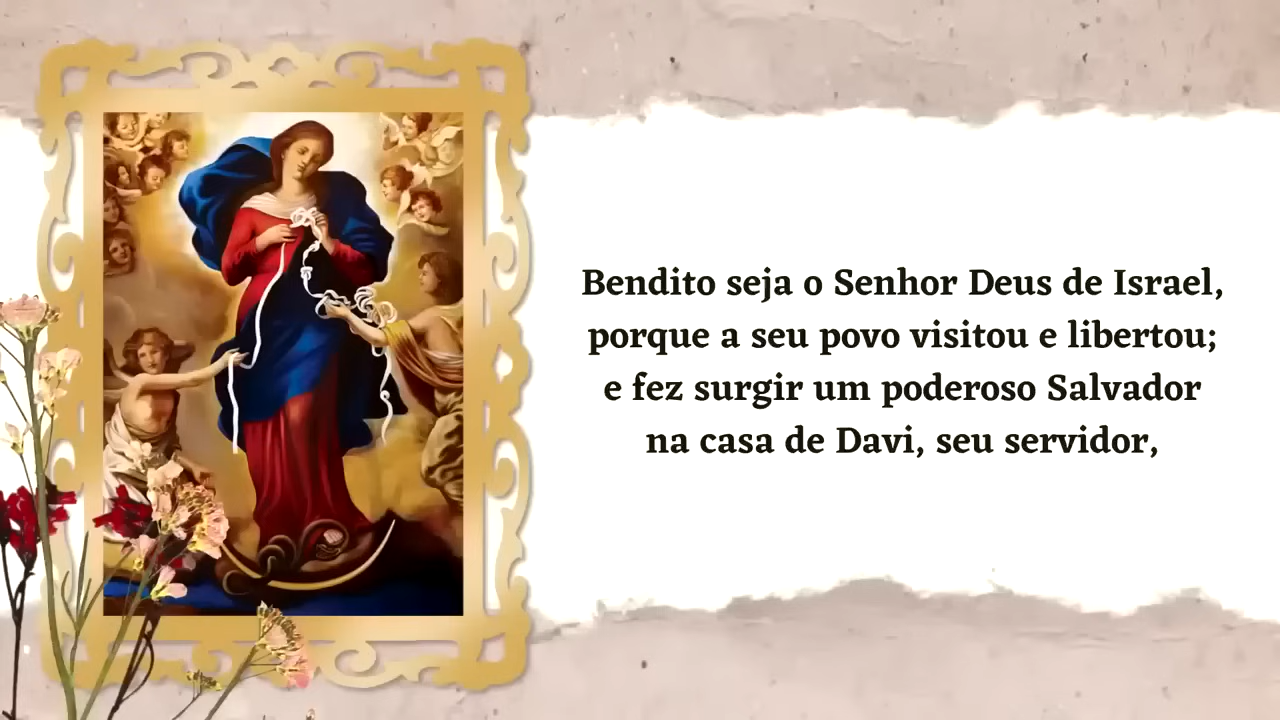 Bendito seja o Senhor Deus de Israel,
porque a seu povo visitou e libertou;
e fez surgir um poderoso Salvador
na casa de Davi, seu servidor,